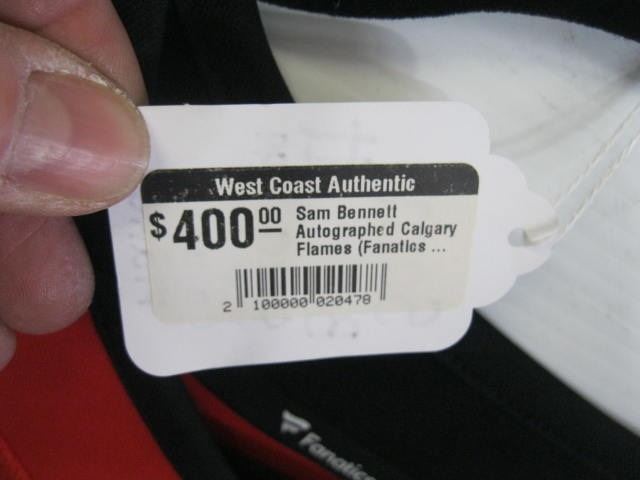 West Coast Authentic
$400.00
Sam Bennett
Autographed Calgary
Flames (Fanatics ...
2 100000 020478
Fanatics